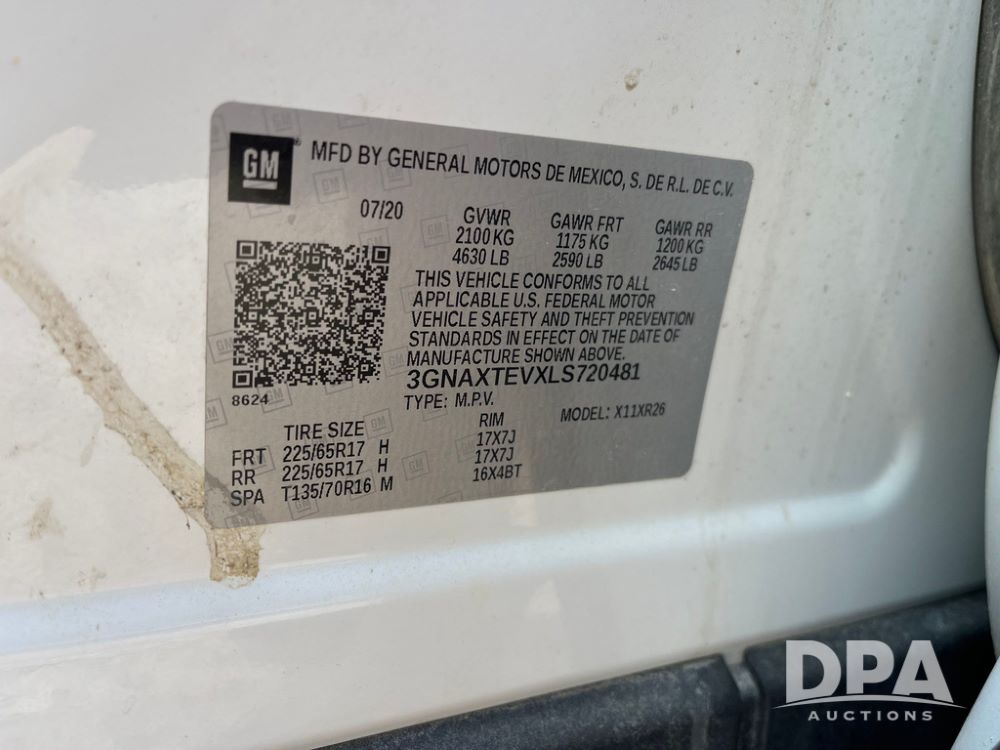 GM
MFD BY GENERAL MOTORS DE MEXICO, S. DE R.L. DE C.V.
07/20 GVWR GAWR FRT GAWR RR
2100 KG 1175 KG 1200 KG
4630 LB 2590 LB 2645 LB
THIS VEHICLE CONFORMS TO ALL
APPLICABLE U.S. FEDERAL MOTOR
VEHICLE SAFETY AND THEFT PREVENTION
STANDARDS IN EFFECT ON THE DATE OF
MANUFACTURE SHOWN ABOVE.
3GNAXTEVXLS720481
8624
TYPE: M.P.V. MODEL: X11XR26
TIRE SIZE RIM
FRT 225/65R17 H 17X7J
RR 225/65R17 H 17X7J
SPA T135/70R16 M 16X4BT
DPA
AUCTIONS